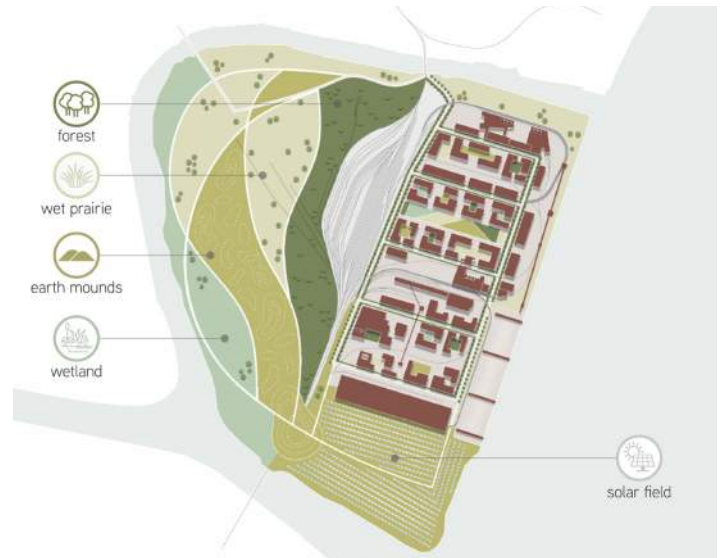 forest
wet prairie
earth mounds
wetland
solar field